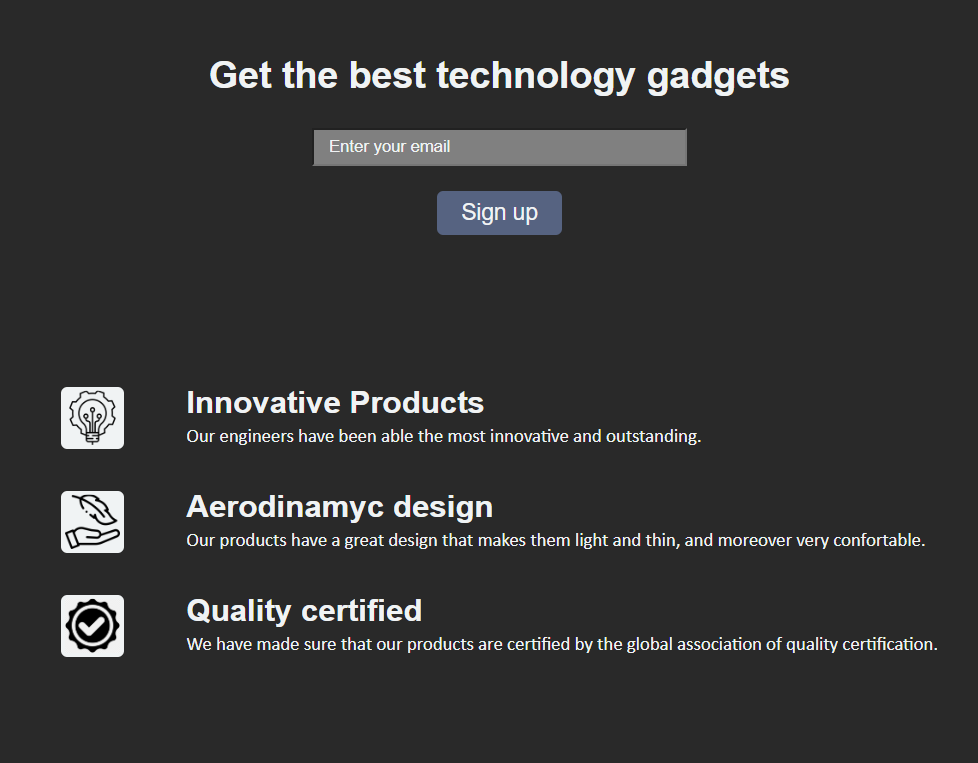 Get the best technology gadgets
Enter your email
Sign up
Innovative Products
Our engineers have been able the most innovative and outstanding.
Aerodinamyc design
Our products have a great design that makes them light and thin, and moreover very confortable.
Quality certified
We have made sure that our products are certified by the global association of quality certification.